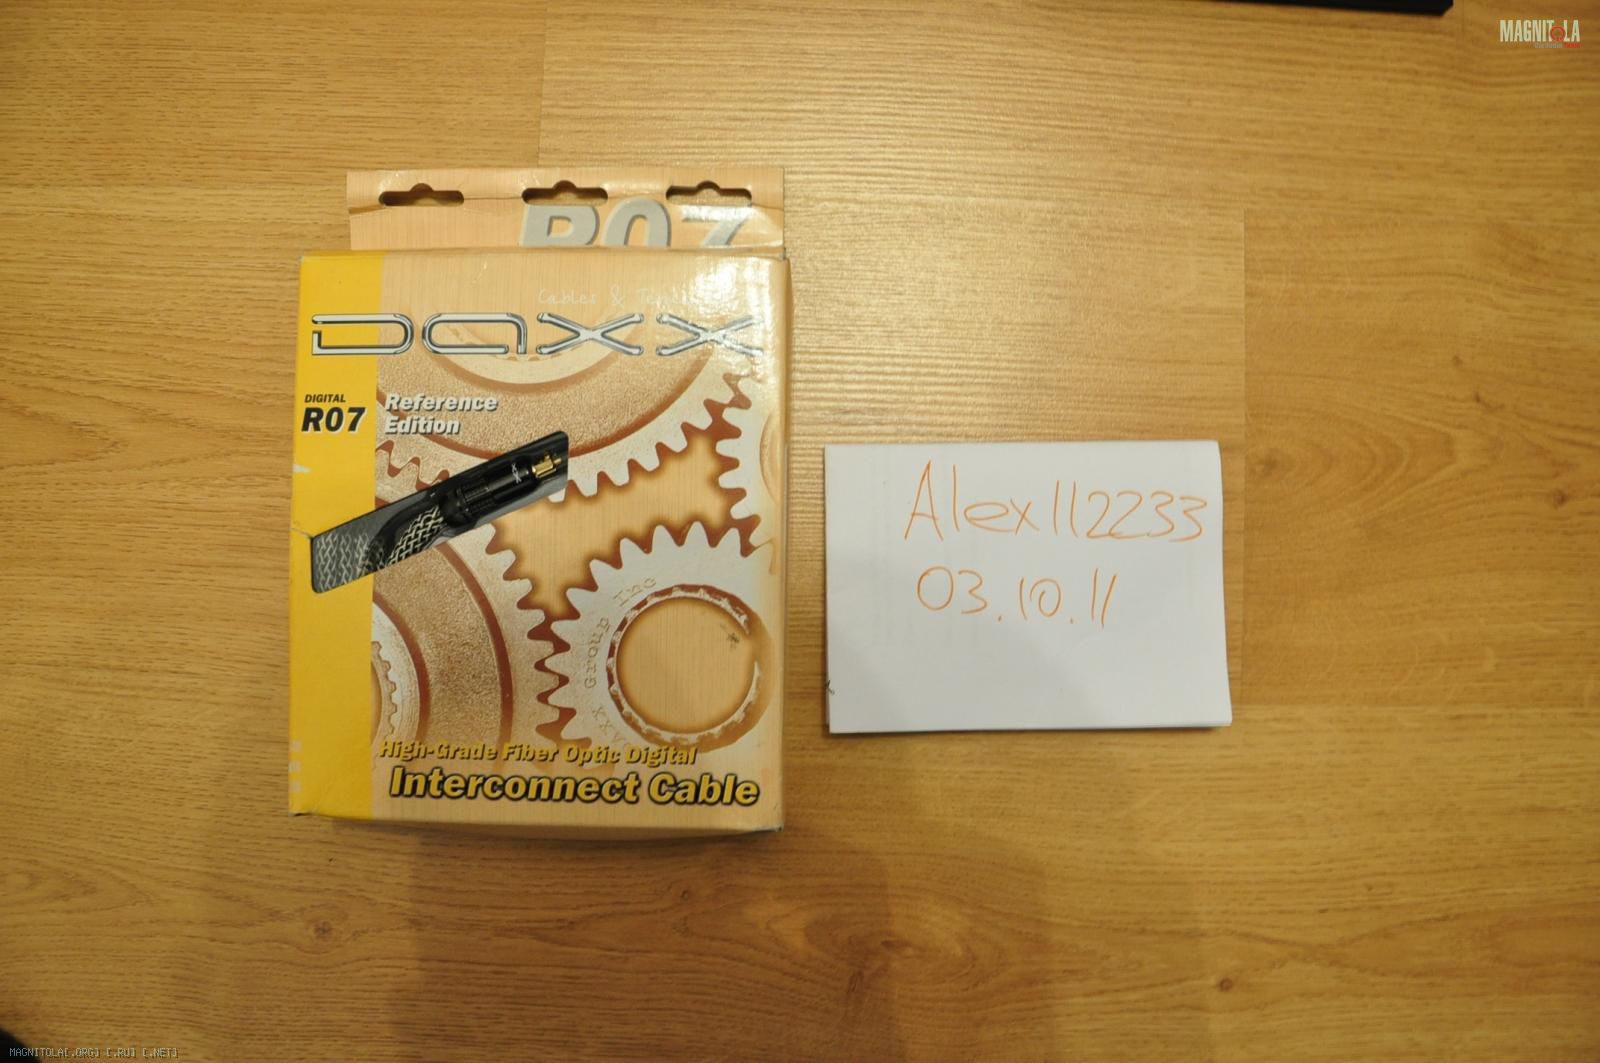 MAGNITOLA
R07
Cables &
DAXX
DIGITAL
R07
Reference
Edition
Group Inc
High-Grade Fiber Optic Digital
Interconnect Cable
Alex112233
03.10.11
MAGNITOLA[.ORG] [.RU] [.NET]